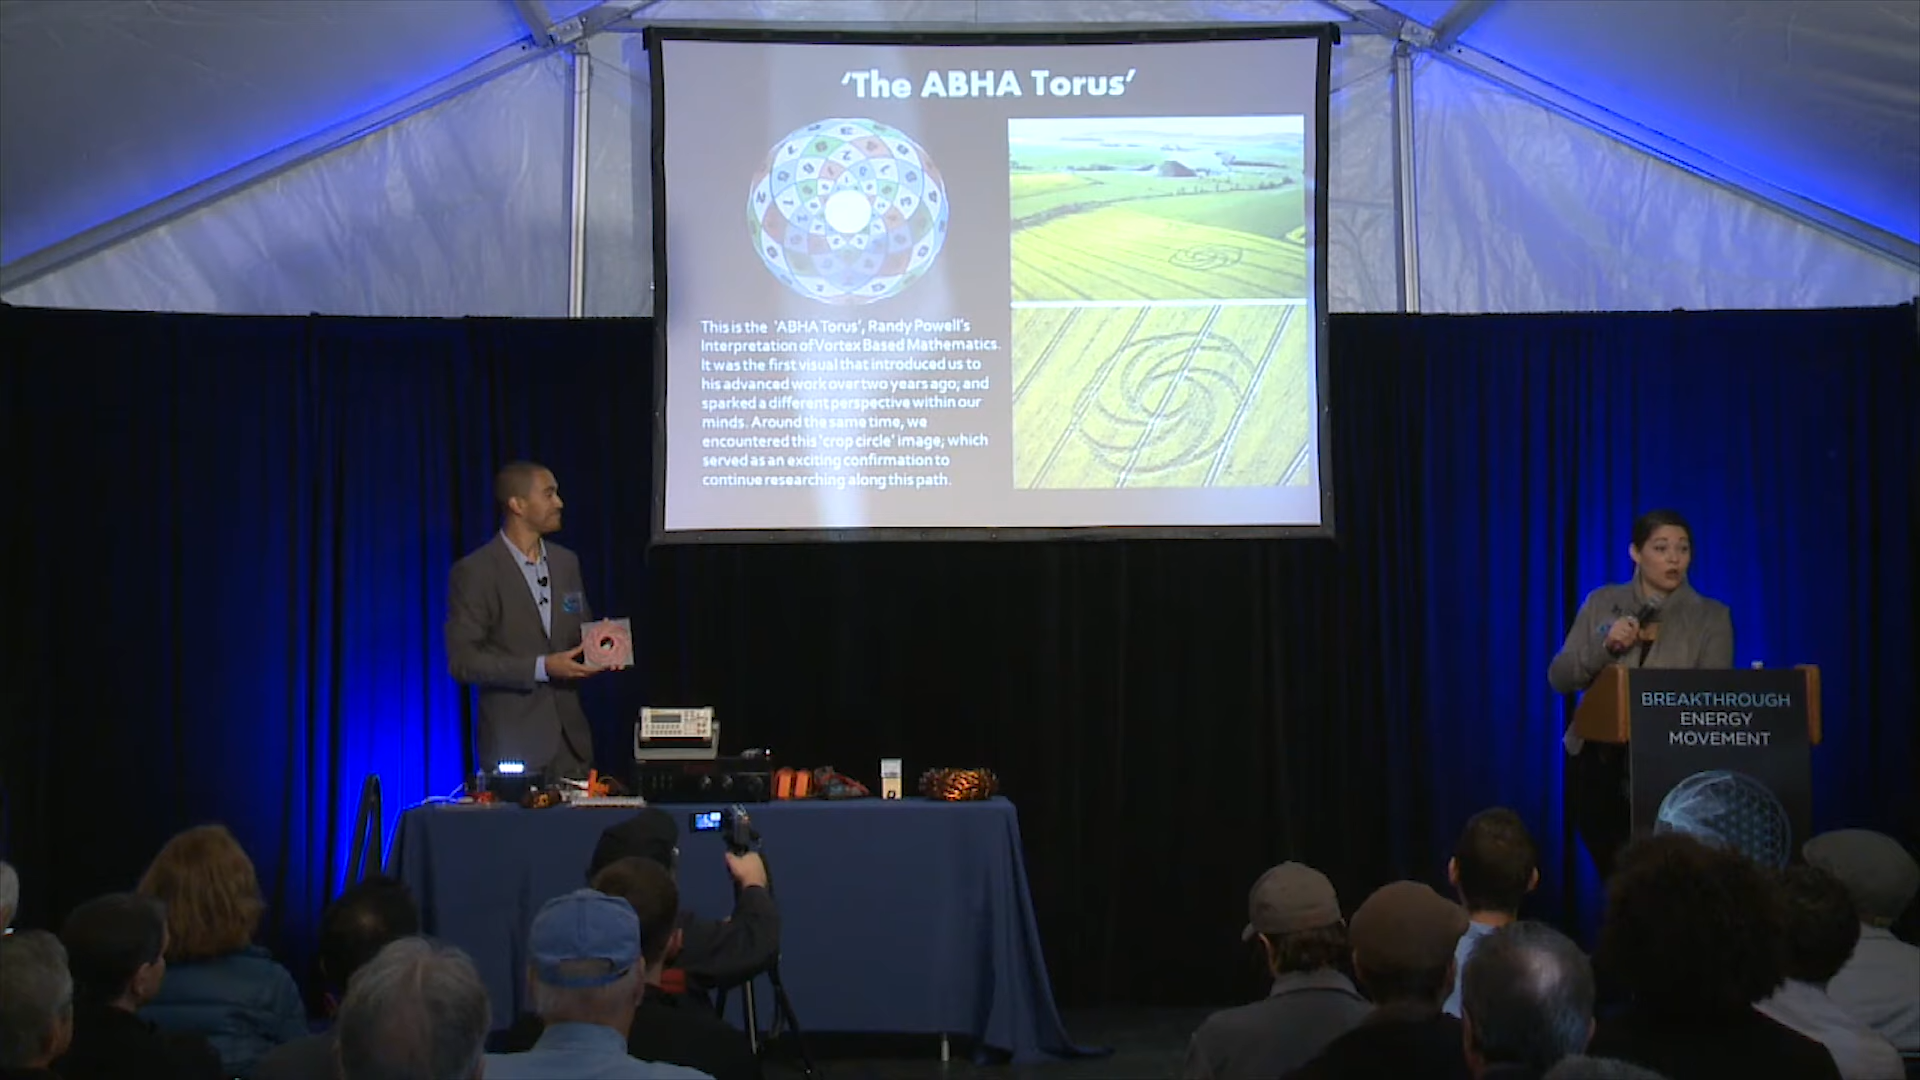 ‘The ABHA Torus’
This is the ‘ABHA Torus’, Randy Powell’s
Interpretation of Vortex Based Mathematics.
It was the first visual that introduced us to
his advanced work over two years ago; and
sparked a different perspective within our
minds. Around the same time, we
encountered this ‘crop circle’ image; which
served as an exciting confirmation to
continue researching along this path.
BREAKTHROUGH
ENERGY
MOVEMENT